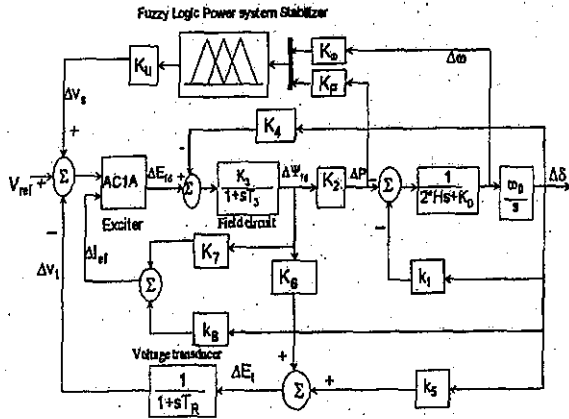 Fuzzy Logic Power system Stabilizer
Ku
Kω
Kp
Δω
Δvs
K4
+
Vref
+
Σ
AC1A
Exciter
ΔEfd
+
-
Σ
K3
1+sT3
Field circuit
ΔΨfd
K2
ΔP
-
Σ
1
2*Hs+KD
ω0
s
Δδ
-
Δvt
ΔIef
K7
Σ
K6
-
k1
k8
Voltage transducer
1
1+sTR
ΔEt
+
Σ
+
k5